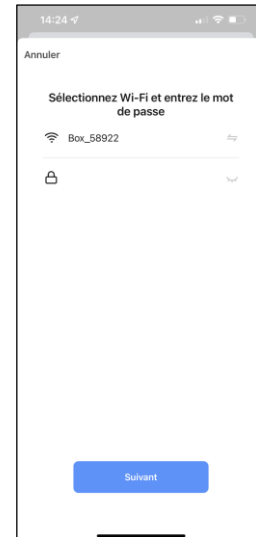 14:24
Annuler
Sélectionnez Wi-Fi et entrez le mot
de passe
Box_58922
Suivant